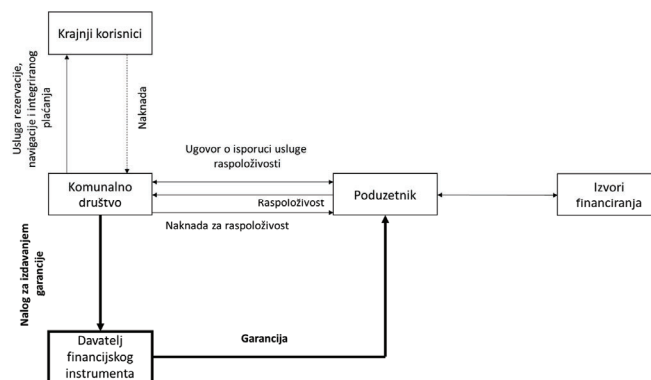 Krajnji korisnici
Usluga rezervacije,
navigacije i integriranog
plaćanja
Naknada
Ugovor o isporuci usluge
raspoloživosti
Komunalno
društvo
Raspoloživost
Naknada za raspoloživost
Poduzetnik
Izvori
financiranja
Nalog za izdavanjem
garancije
Garancija
Davatelj
financijskog
instrumenta